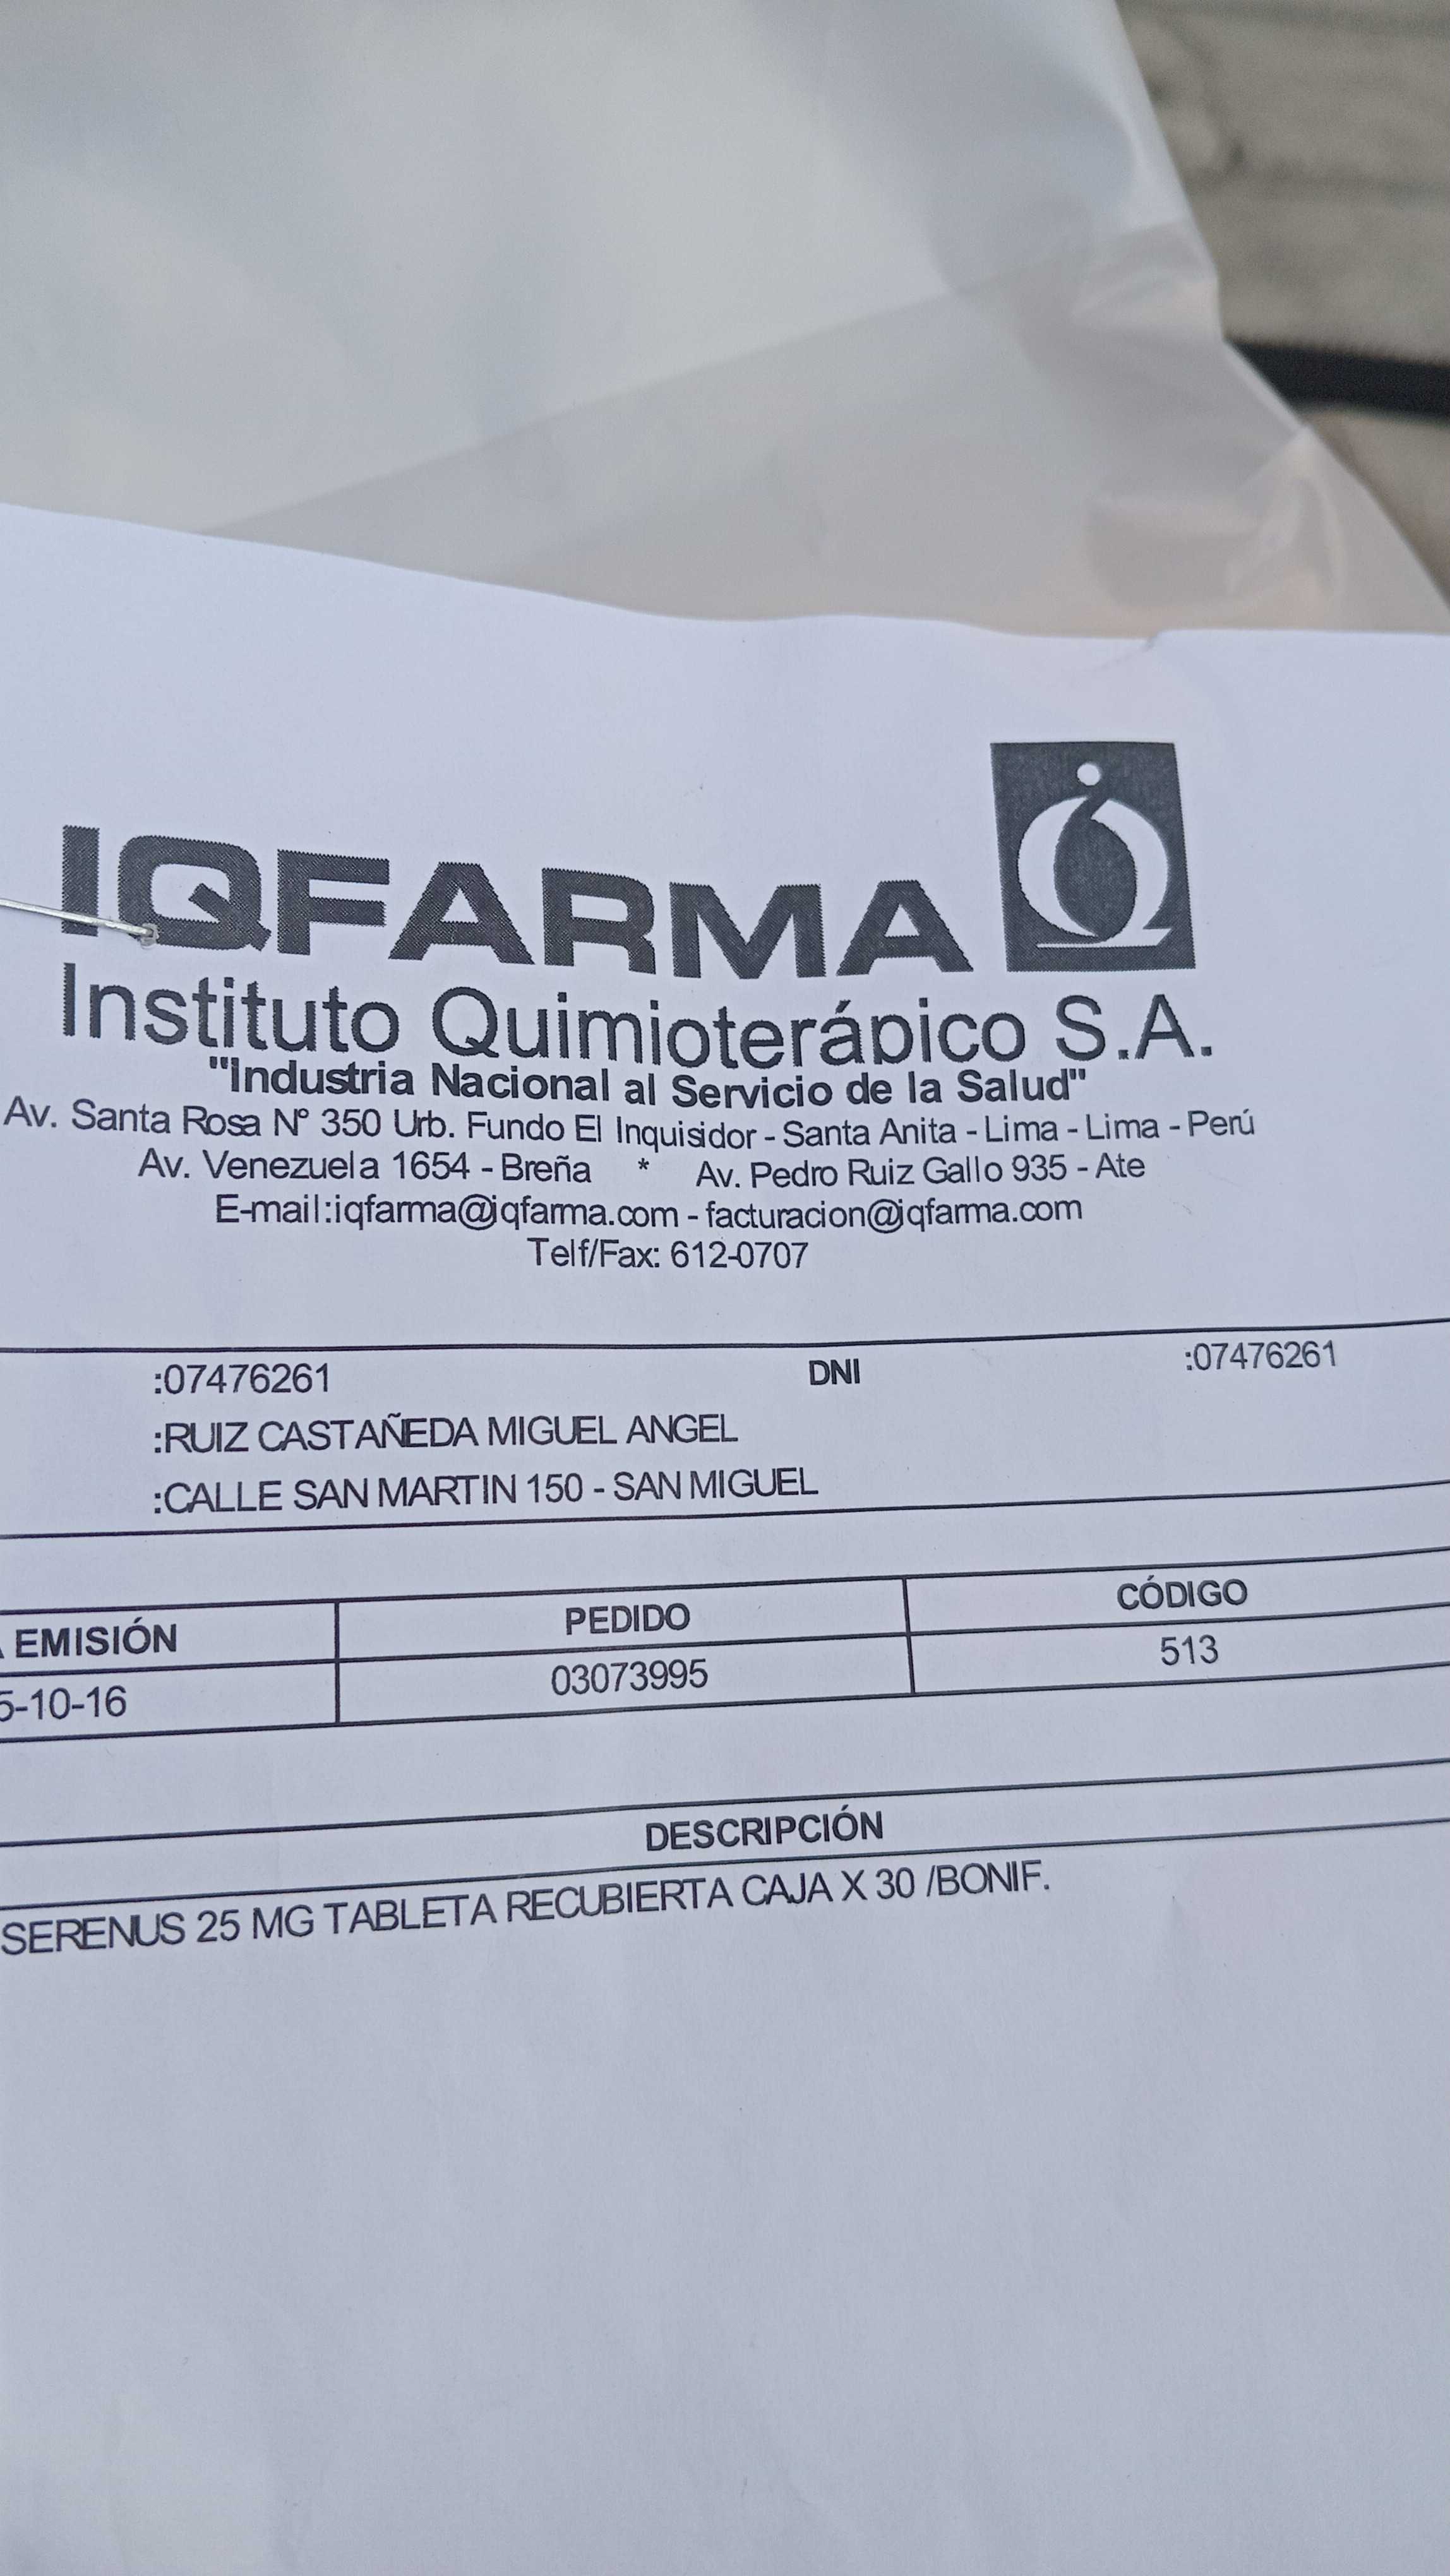 IQFARMA
Instituto Quimioterápico S.A.
"Industria Nacional al Servicio de la Salud"
Av. Santa Rosa Nº 350 Urb. Fundo El Inquisidor - Santa Anita - Lima - Lima - Perú
Av. Venezuela 1654 - Breña * Av. Pedro Ruiz Gallo 935 - Ate
E-mail:iqfarma@iqfarma.com - facturacion@iqfarma.com
Telf/Fax: 612-0707
:07476261 DNI :07476261
:RUIZ CASTAÑEDA MIGUEL ANGEL
:CALLE SAN MARTIN 150 - SAN MIGUEL
EMISIÓN PEDIDO CÓDIGO
5-10-16 03073995 513
DESCRIPCIÓN
SERENUS 25 MG TABLETA RECUBIERTA CAJA X 30 /BONIF.